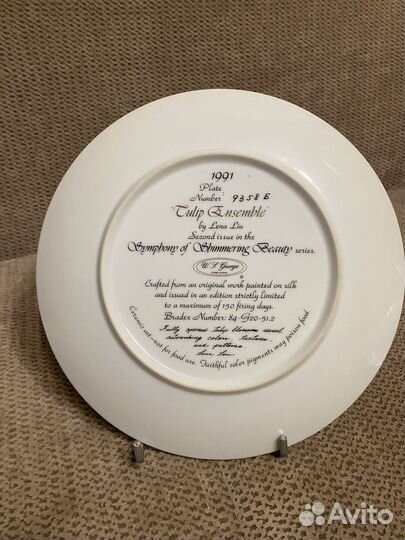 1991
Plate
Number 9358 E
"Tulip Ensemble"
by Lena Liu
Second issue in the
Symphony of Shimmering Beauty series.
W. S. George
Crafted from an original work painted on silk
and issued in an edition strictly limited
to a maximum of 150 firing days.
Bradex Number: 84-G20-51.2
Fully opened tulip blossoms reveal
astonishing colors, textures,
and patterns.
Lena Liu
Ceramic art—not for food use. Faithful color pigments may poison food.
Avito